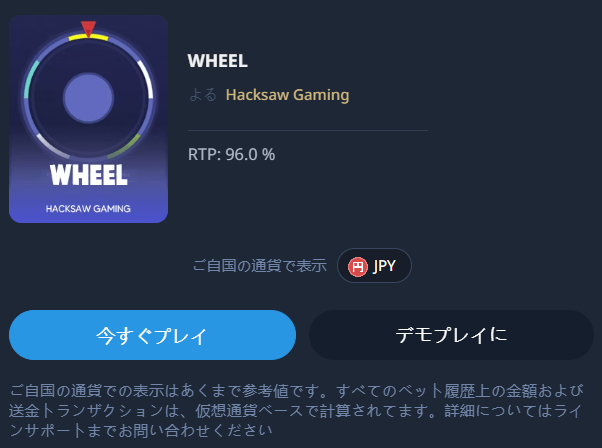 WHEEL
HACKSAW GAMING
WHEEL
よる Hacksaw Gaming
RTP: 96.0 %
ご自国の通貨で表示 円 JPY
今すぐプレイ
デモプレイに
ご自国の通貨での表示はあくまで参考値です。すべてのベット履歴上の金額および
送金トランザクションは、仮想通貨ベースで計算されてます。詳細についてはライ
ンサポートまでお問い合わせください